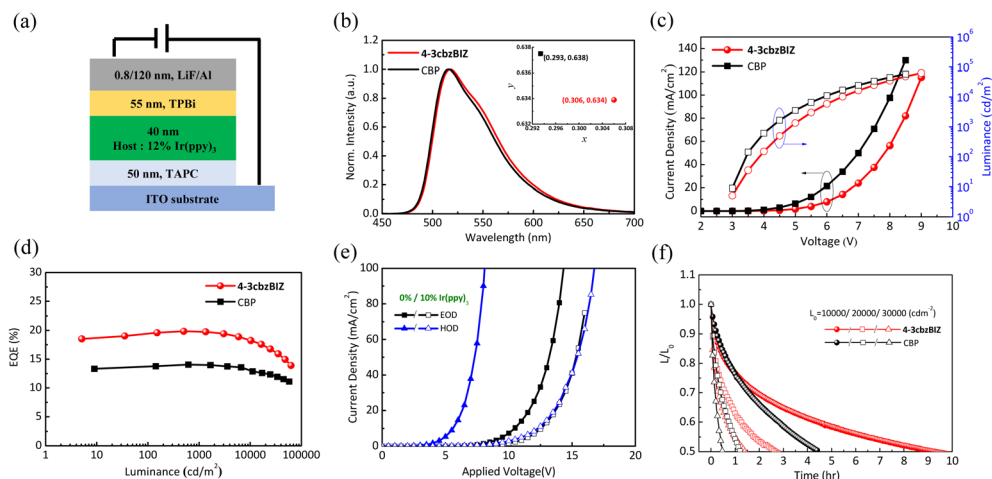 (a)
0.8/120 nm, LiF/Al
55 nm, TPBi
40 nm
Host : 12% Ir(ppy)₃
50 nm, TAPC
ITO substrate
(b)
4-3cbzBIZ
CBP
Norm. Intensity (a.u.)
1.0
0.8
0.6
0.4
0.2
0.0
450 500 550 600 650 700
Wavelength (nm)
0.638
0.636
0.634
0.632
y
(0.293, 0.638)
(0.306, 0.634)
0.292 0.296 0.300 0.304 0.308
x
(c)
4-3cbzBIZ
CBP
Current Density (mA/cm²)
140
120
100
80
60
40
20
0
2 3 4 5 6 7 8 9 10
Voltage (V)
10⁶
10⁵
10⁴
10³
10²
10¹
10⁰
Luminance (cd/m²)
(d)
4-3cbzBIZ
CBP
EQE (%)
30
25
20
15
10
5
0
10 100 1000 10000 100000
Luminance (cd/m²)
(e)
0% / 10% Ir(ppy)₃
EOD
HOD
Current Density (mA/cm²)
100
80
60
40
20
0
0 5 10 15 20
Applied Voltage(V)
(f)
L₀=10000/ 20000/ 30000 (cdm⁻²)
4-3cbzBIZ
CBP
L/L₀
1.0
0.9
0.8
0.7
0.6
0.5
0 1 2 3 4 5 6 7 8 9 10
Time (hr)